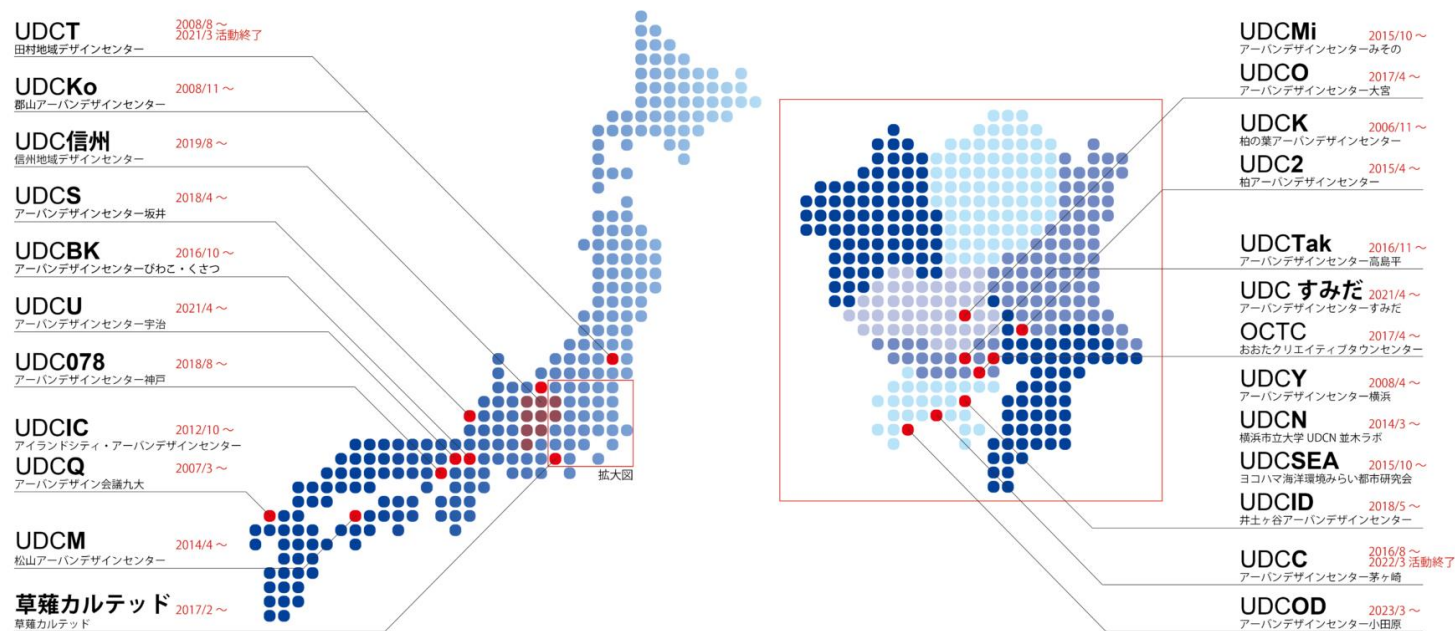 UDCT 2008/8～
2021/3 活動終了
田村地域デザインセンター
UDCKo 2008/11～
郡山アーバンデザインセンター
UDC信州 2019/8～
信州地域デザインセンター
UDCS 2018/4～
アーバンデザインセンター坂井
UDCBK 2016/10～
アーバンデザインセンターびわこ・くさつ
UDCU 2021/4～
アーバンデザインセンター宇治
UDC078 2018/8～
アーバンデザインセンター神戸
UDCIC 2012/10～
アイランドシティ・アーバンデザインセンター
UDCQ 2007/3～
アーバンデザイン会議九大
UDCM 2014/4～
松山アーバンデザインセンター
草薙カルテッド 2017/2～
草薙カルテッド
拡大図
UDCMi 2015/10～
アーバンデザインセンターみその
UDCO 2017/4～
アーバンデザインセンター大宮
UDCK 2006/11～
柏の葉アーバンデザインセンター
UDC2 2015/4～
柏アーバンデザインセンター
UDCTak 2016/11～
アーバンデザインセンター高島平
UDC すみだ 2021/4～
アーバンデザインセンターすみだ
OCTC 2017/4～
おおたクリエイティブタウンセンター
UDCY 2008/4～
アーバンデザインセンター横浜
UDCN 2014/3～
横浜市立大学 UDCN 並木ラボ
UDCSEA 2015/10～
ヨコハマ海洋環境みらい都市研究会
UDCID 2018/5～
井土ヶ谷アーバンデザインセンター
UDCC 2016/8～
2022/3 活動終了
アーバンデザインセンター茅ヶ崎
UDCOD 2023/3～
アーバンデザインセンター小田原